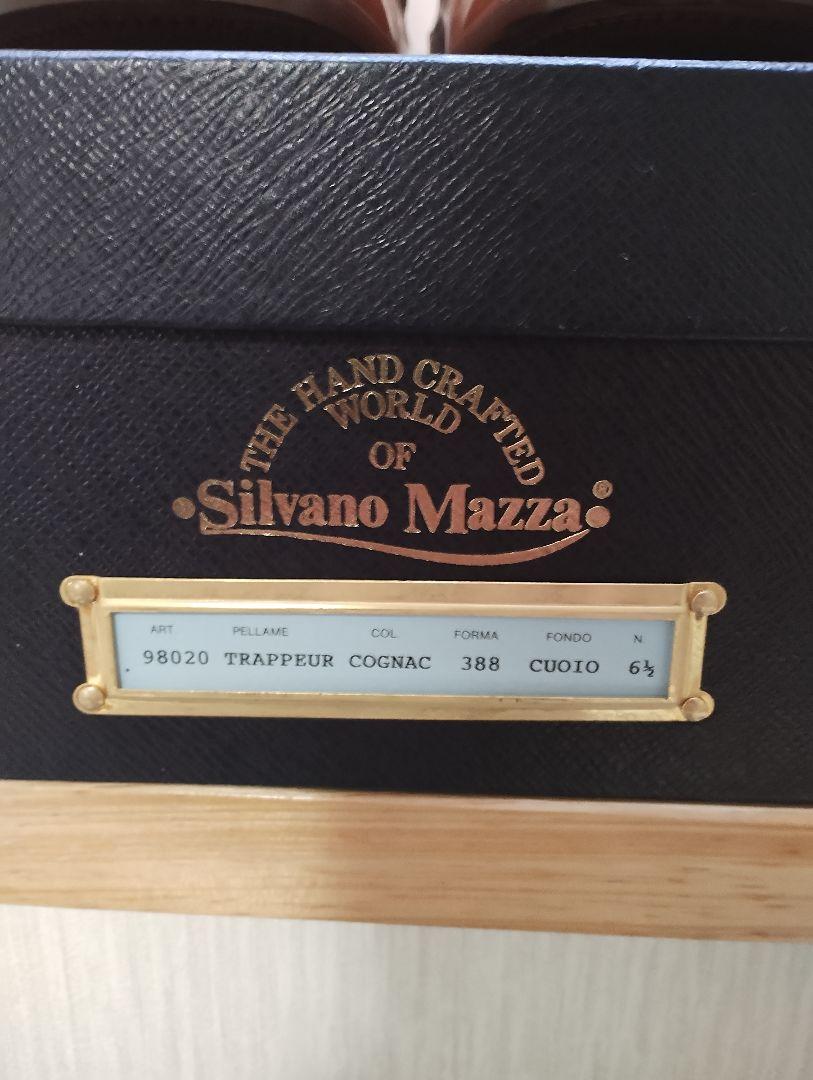 THE HAND CRAFTED
WORLD
OF
•Silvano Mazza•®
ART. PELLAME COL. FORMA FONDO N.
98020 TRAPPEUR COGNAC 388 CUOIO 6½